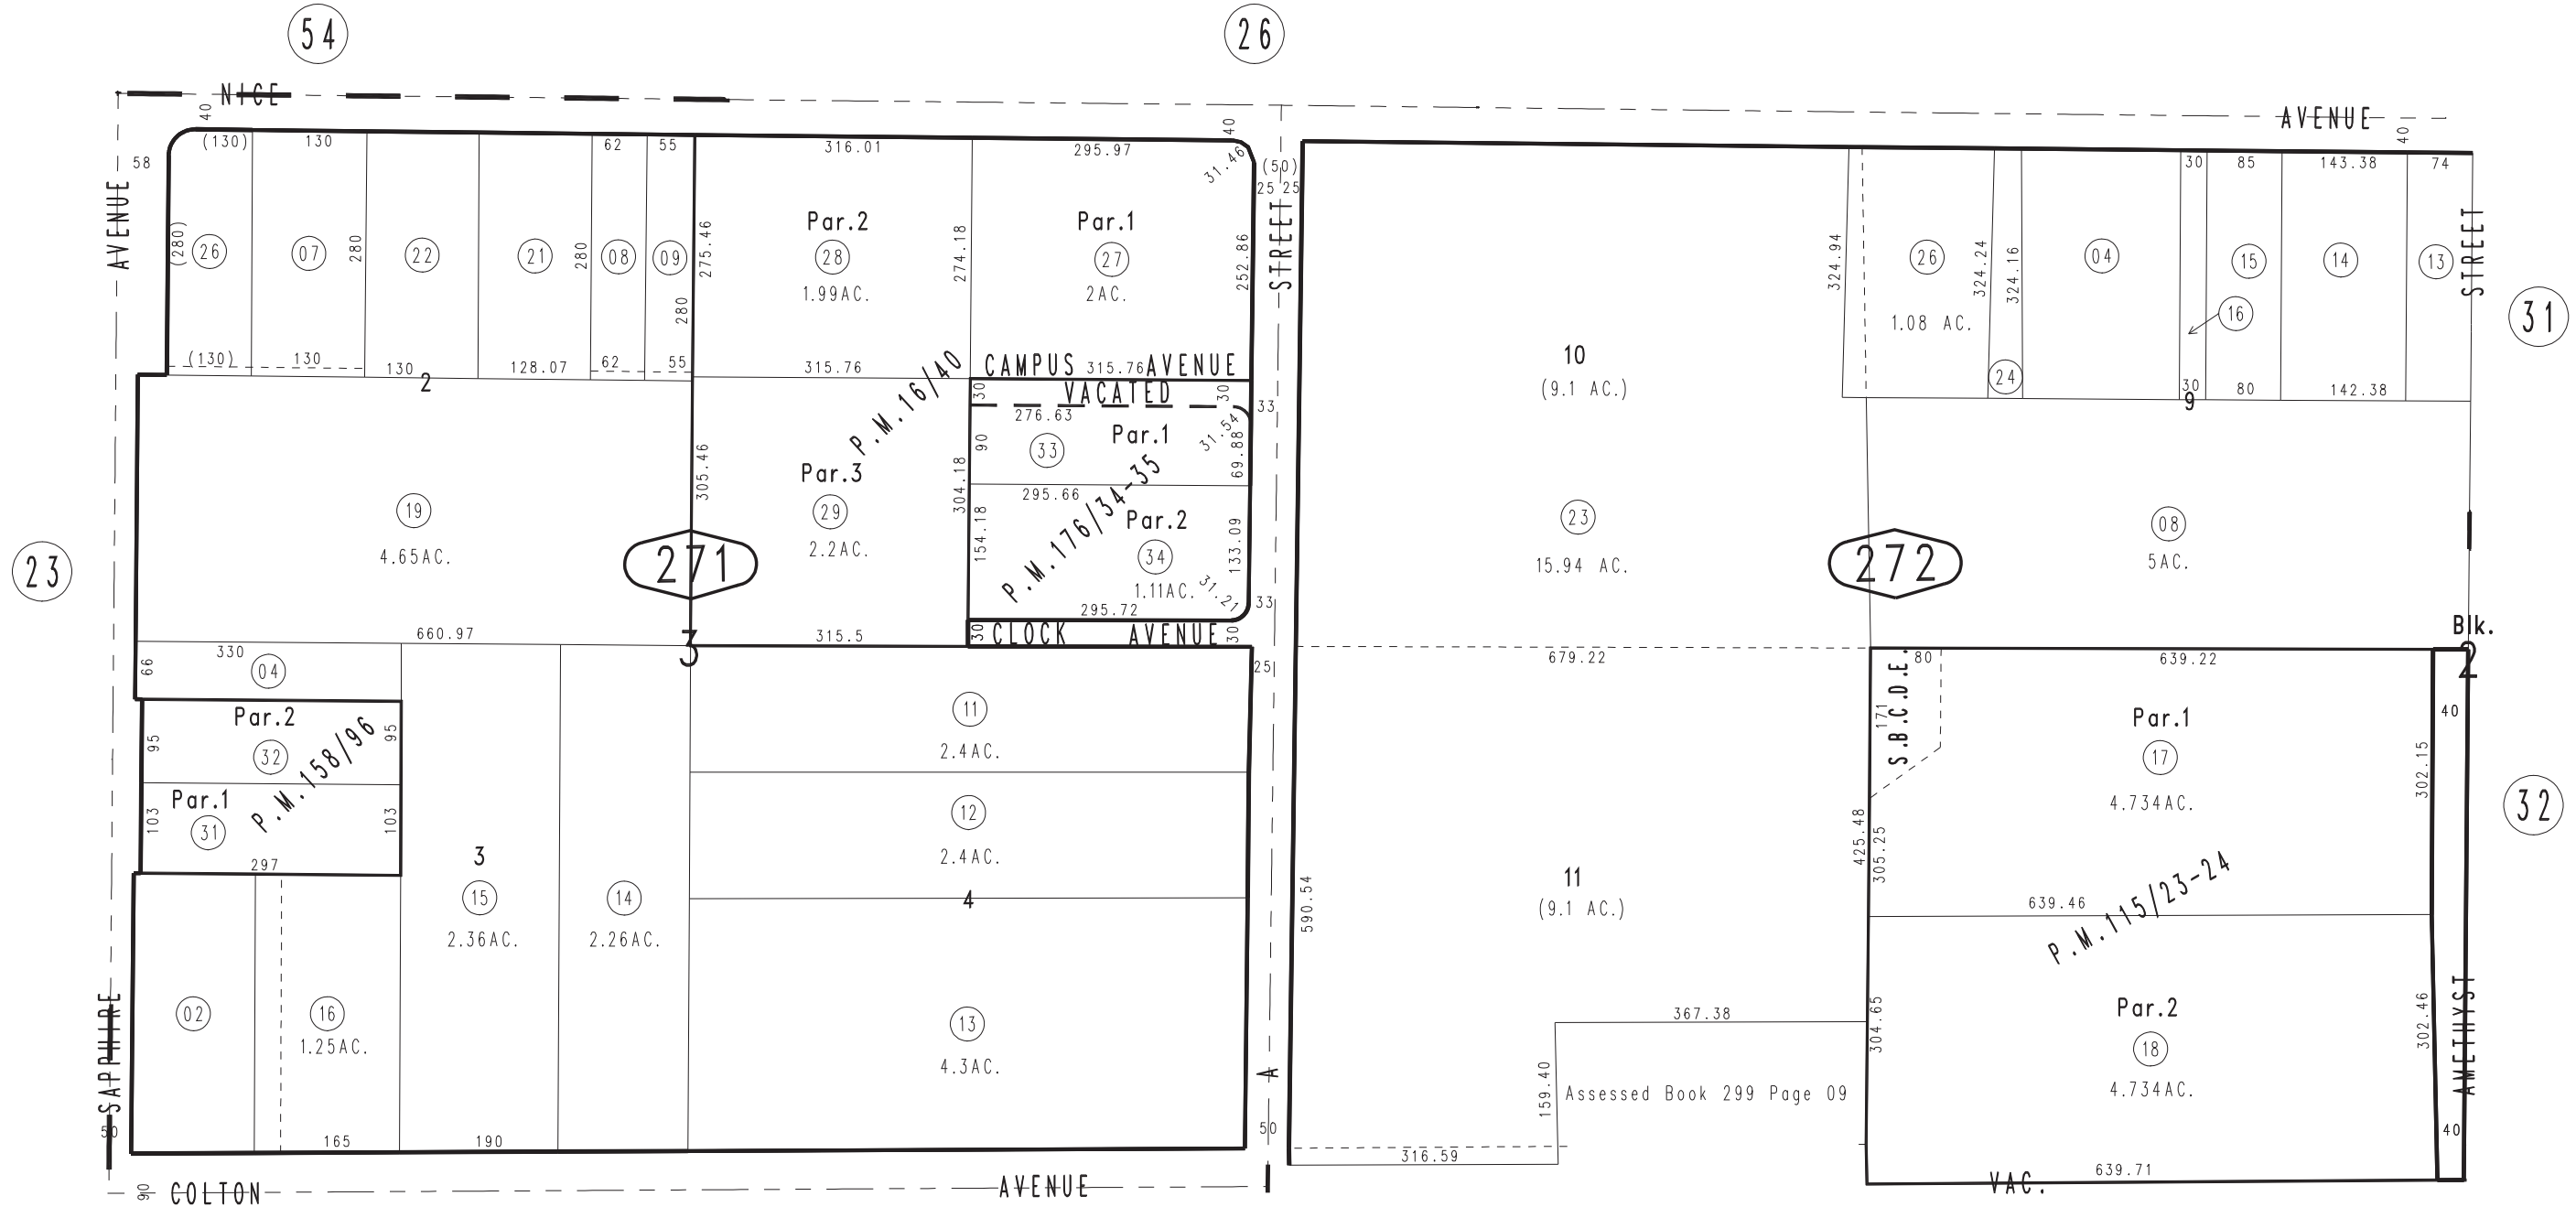 54
26
NICE
AVENUE
40
40
40
58
AVENUE
(130)
130
62
55
316.01
295.97
31.46
(50)
25 25
STREET
30
85
143.38
74
STREET
(280)
26
07
280
22
21
280
08
09
280
275.46
Par.2
28
1.99AC.
274.18
Par.1
27
2AC.
252.86
324.94
26
1.08 AC.
324.24
324.16
24
04
16
15
14
13
31
(130)
130
130
128.07
62
55
2
315.76
CAMPUS 315.76 AVENUE
VACATED
30
30
33
10
(9.1 AC.)
30
80
142.38
9
P.M.16/40
276.63
31.54
90
33
Par.1
69.88
295.66
P.M.176/34-35
Par.2
34
1.11AC.
154.18
133.09
31.21
295.72
33
23
19
4.65AC.
271
305.46
Par.3
29
2.2AC.
304.18
23
15.94 AC.
272
08
5AC.
660.97
3
315.5
30
CLOCK AVENUE
30
25
679.22
Blk.
2
66
330
04
Par.2
95
32
95
P.M.158/96
Par.1
103
31
103
297
3
15
2.36AC.
14
2.26AC.
11
2.4AC.
12
2.4AC.
4
13
4.3AC.
590.54
11
(9.1 AC.)
80
639.22
S.B.C.D.E.
171
Par.1
17
4.734AC.
302.15
40
32
425.48
305.25
639.46
P.M.115/23-24
02
16
1.25AC.
SAPPHIRE
A
367.38
159.40
Assessed Book 299 Page 09
304.65
Par.2
18
4.734AC.
302.46
AMETHYST
40
50
165
190
50
316.59
639.71
90
COLTON
AVENUE
VAC.